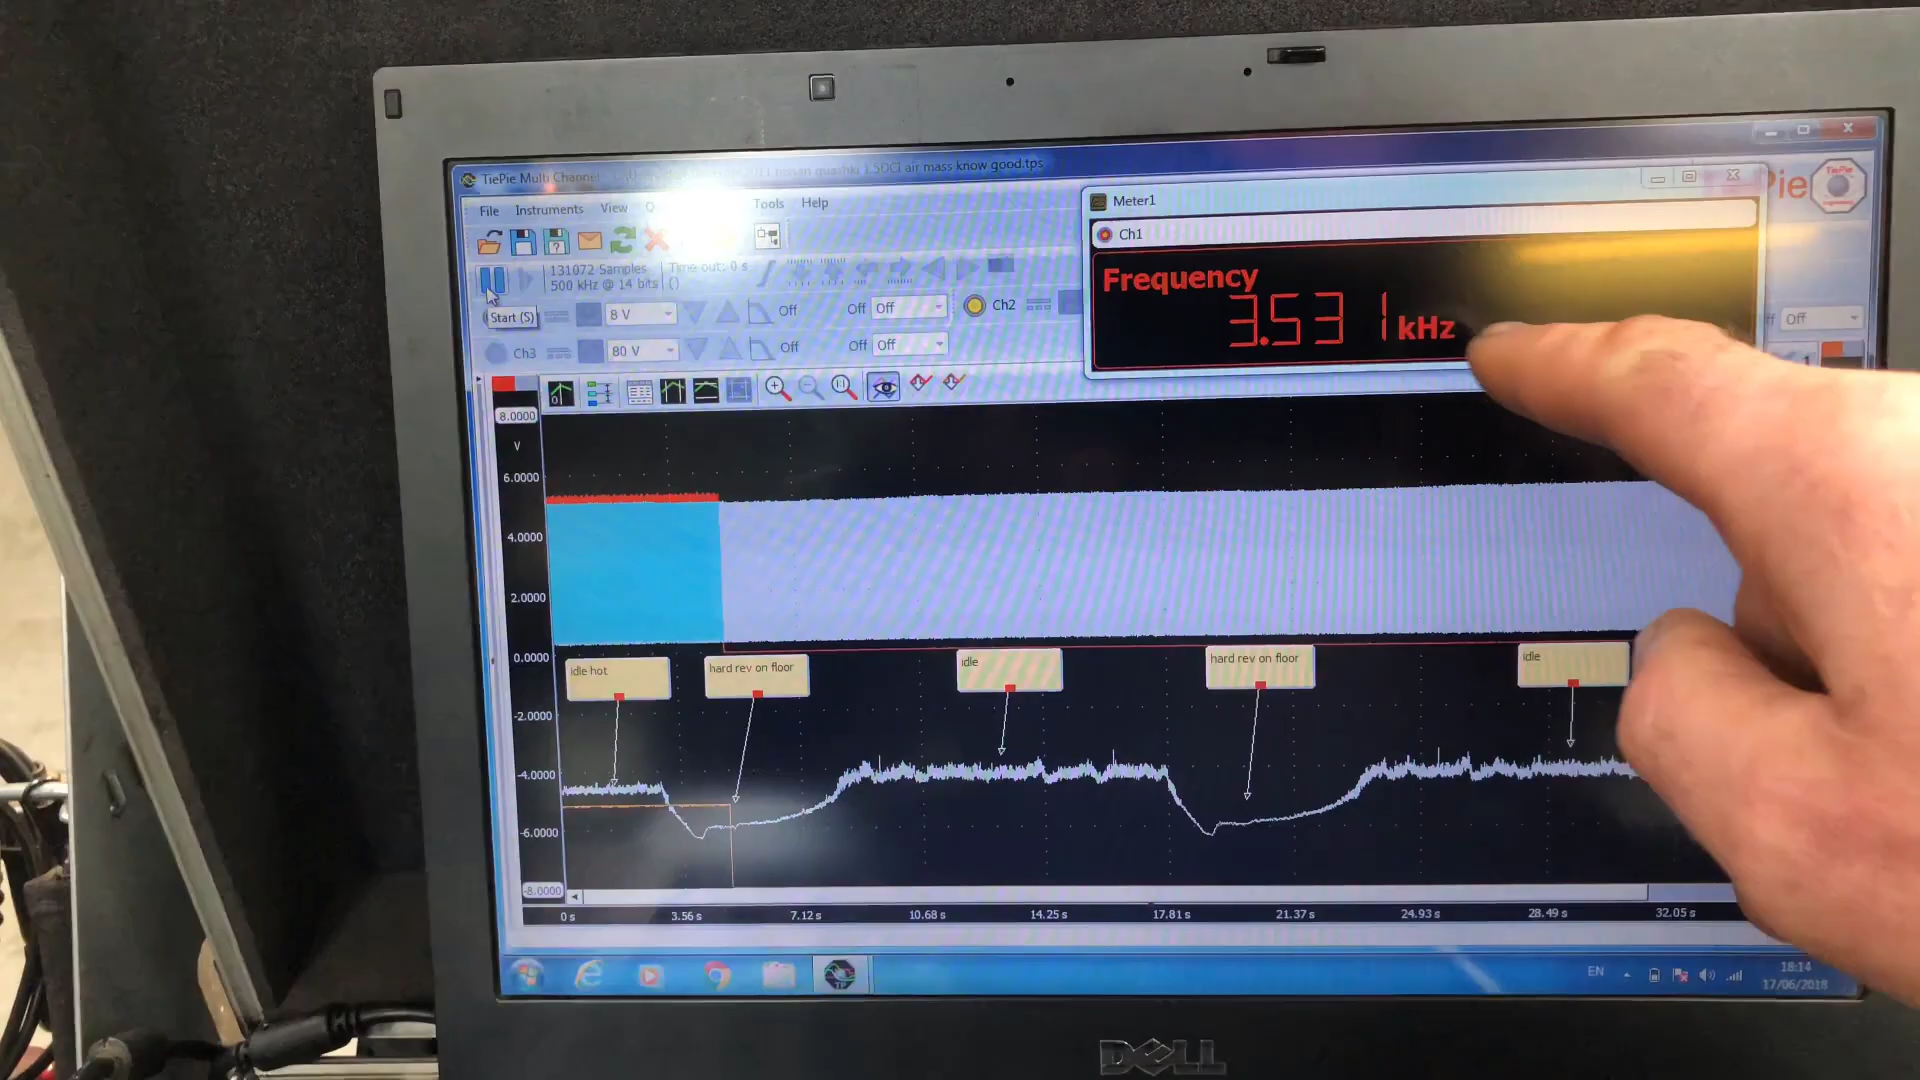 TiePie Multi Channel
air mass know good.tps
File Instruments View Tools Help
131072 Samples
500 kHz @ 14 bits
Time out: 0 s
()
Start (S)
8 V
Off
Off
Off
Ch2
Off
Ch3
80 V
Off
Off
Off
Meter1
Ch1
Frequency
3.531 kHz
8.0000
V
6.0000
4.0000
2.0000
0.0000
-2.0000
-4.0000
-6.0000
-8.0000
idle hot
hard rev on floor
idle
hard rev on floor
idle
0 s
3.56 s
7.12 s
10.68 s
14.25 s
17.81 s
21.37 s
24.93 s
28.49 s
32.05 s
EN
18:14
17/06/2018
DELL